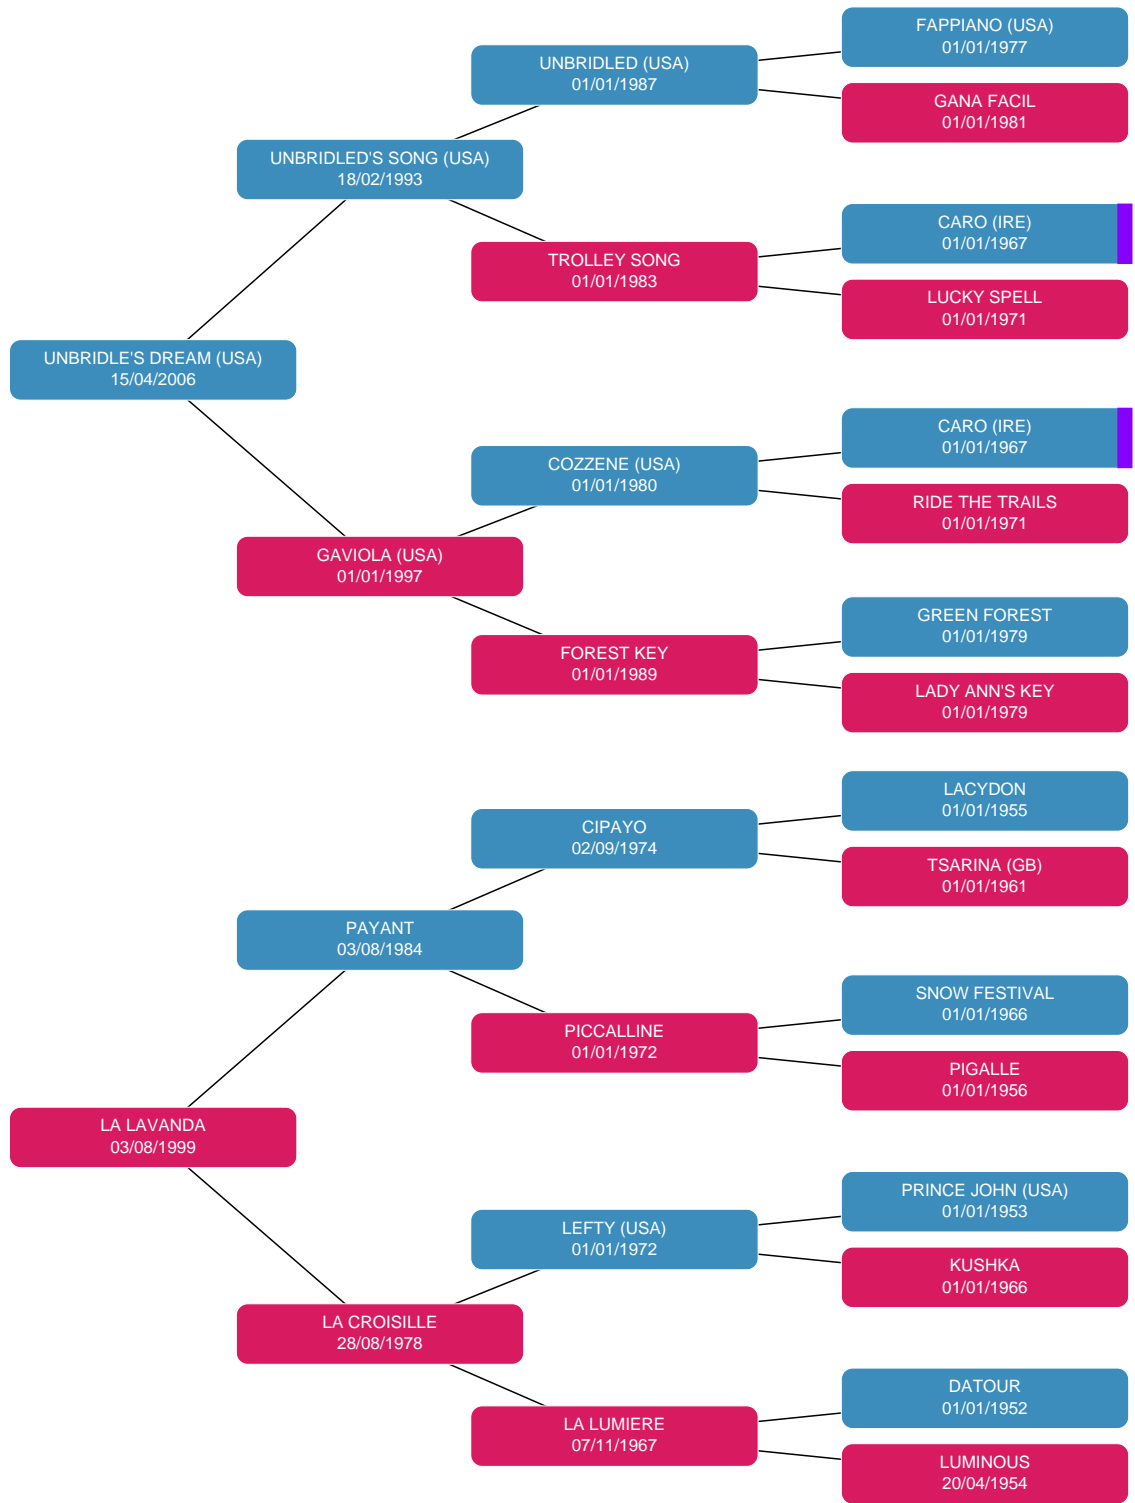 FAPPIANO (USA)
01/01/1977
UNBRIDLED (USA)
01/01/1987
GANA FACIL
01/01/1981
UNBRIDLED'S SONG (USA)
18/02/1993
CARO (IRE)
01/01/1967
TROLLEY SONG
01/01/1983
LUCKY SPELL
01/01/1971
UNBRIDLE'S DREAM (USA)
15/04/2006
CARO (IRE)
01/01/1967
COZZENE (USA)
01/01/1980
RIDE THE TRAILS
01/01/1971
GAVIOLA (USA)
01/01/1997
GREEN FOREST
01/01/1979
FOREST KEY
01/01/1989
LADY ANN'S KEY
01/01/1979
LACYDON
01/01/1955
CIPAYO
02/09/1974
TSARINA (GB)
01/01/1961
PAYANT
03/08/1984
SNOW FESTIVAL
01/01/1966
PICCALLINE
01/01/1972
PIGALLE
01/01/1956
LA LAVANDA
03/08/1999
PRINCE JOHN (USA)
01/01/1953
LEFTY (USA)
01/01/1972
KUSHKA
01/01/1966
LA CROISILLE
28/08/1978
DATOUR
01/01/1952
LA LUMIERE
07/11/1967
LUMINOUS
20/04/1954